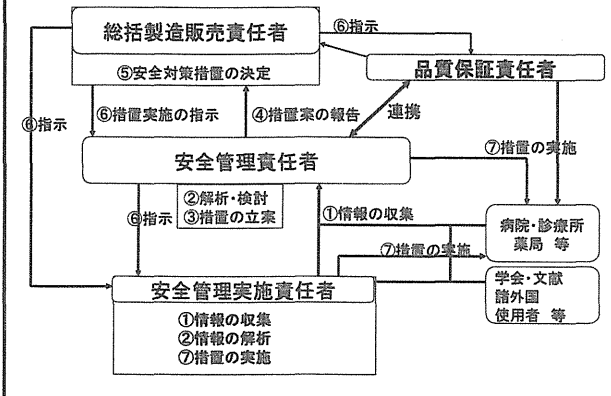 総括製造販売責任者
⑥指示
⑤安全対策措置の決定
品質保証責任者
⑥指示
⑥措置実施の指示
④措置案の報告
連携
⑦措置の実施
安全管理責任者
②解析・検討
③措置の立案
⑥指示
①情報の収集
病院・診療所
薬局 等
⑦措置の実施
安全管理実施責任者
学会・文献
諸外国
使用者 等
①情報の収集
②情報の解析
⑦措置の実施